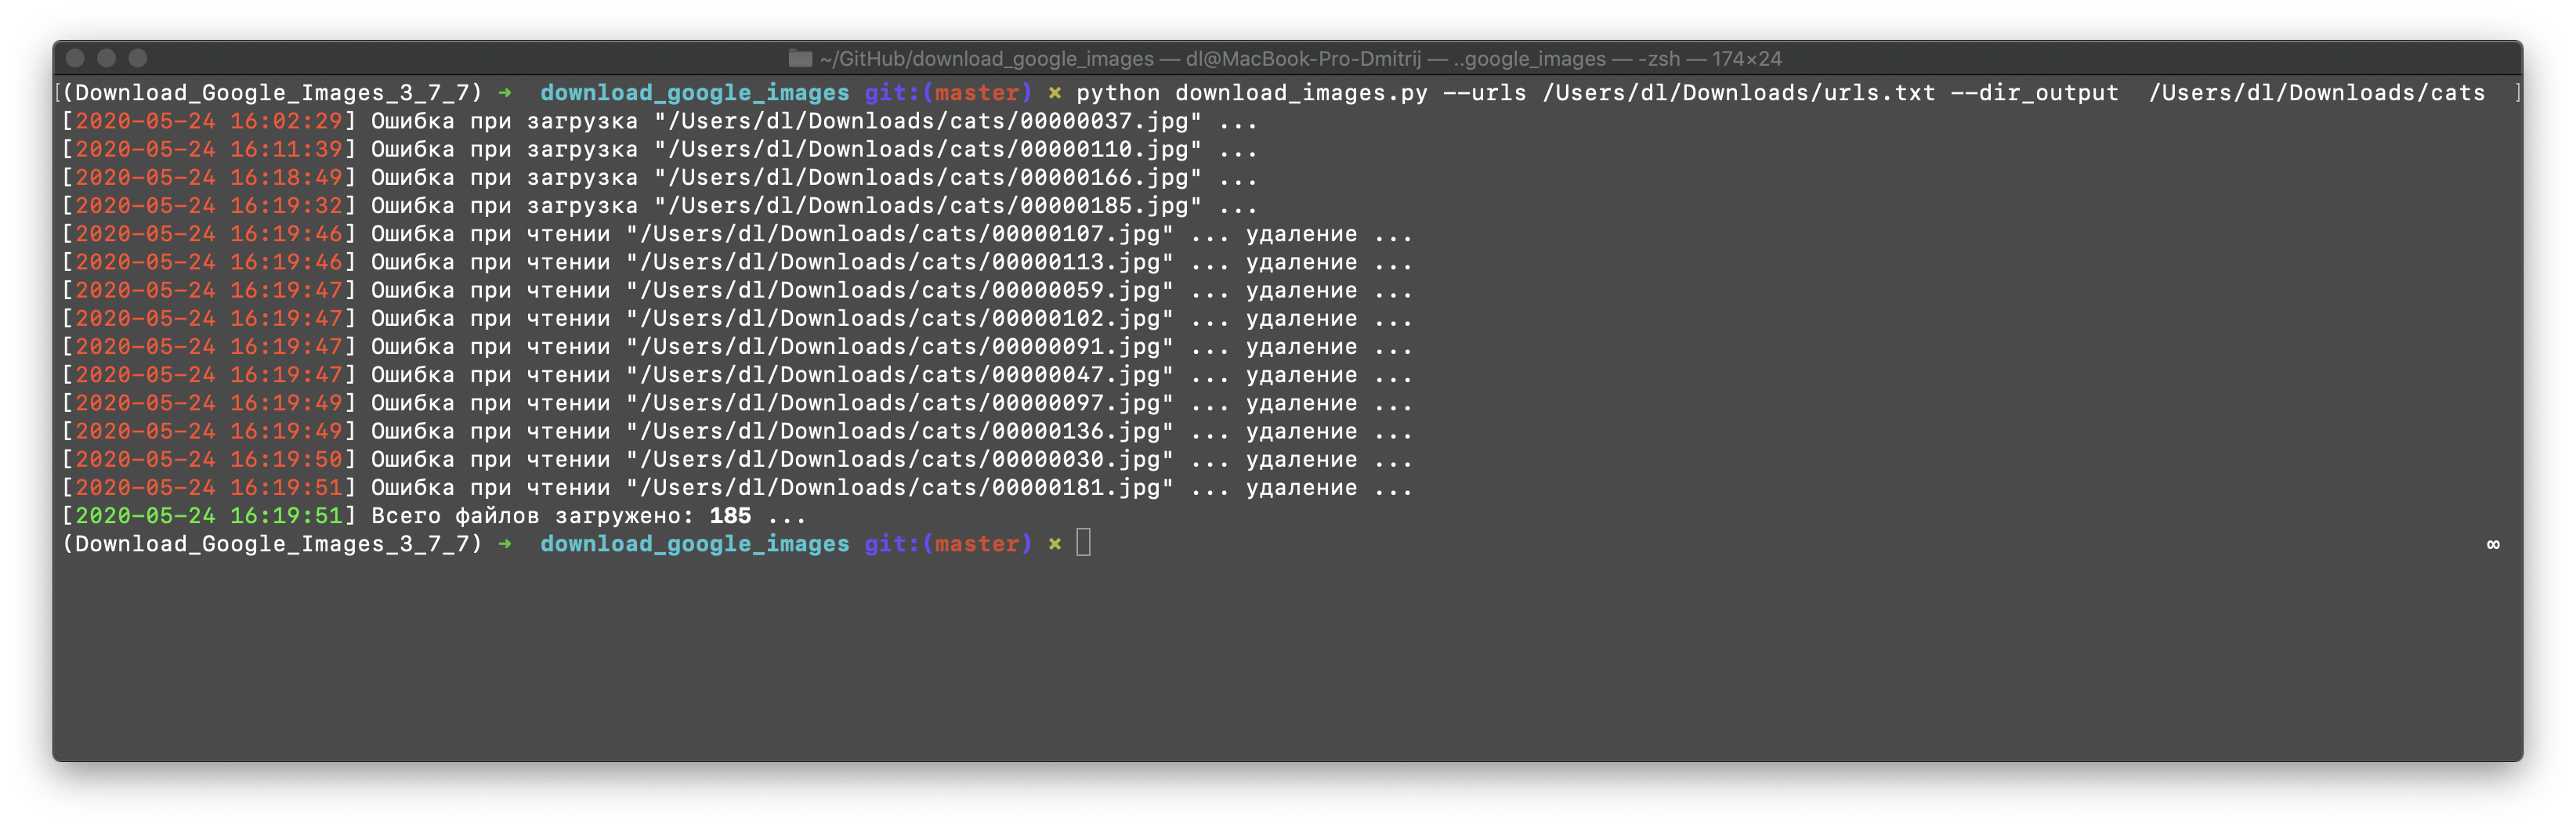 ~/GitHub/download_google_images — dl@MacBook-Pro-Dmitrij — ..google_images — -zsh — 174×24
[(Download_Google_Images_3_7_7) ➜  download_google_images git:(master) ✗ python download_images.py --urls /Users/dl/Downloads/urls.txt --dir_output  /Users/dl/Downloads/cats  ]
[2020-05-24 16:02:29] Ошибка при загрузка "/Users/dl/Downloads/cats/00000037.jpg" ...
[2020-05-24 16:11:39] Ошибка при загрузка "/Users/dl/Downloads/cats/00000110.jpg" ...
[2020-05-24 16:18:49] Ошибка при загрузка "/Users/dl/Downloads/cats/00000166.jpg" ...
[2020-05-24 16:19:32] Ошибка при загрузка "/Users/dl/Downloads/cats/00000185.jpg" ...
[2020-05-24 16:19:46] Ошибка при чтении "/Users/dl/Downloads/cats/00000107.jpg" ... удаление ...
[2020-05-24 16:19:46] Ошибка при чтении "/Users/dl/Downloads/cats/00000113.jpg" ... удаление ...
[2020-05-24 16:19:47] Ошибка при чтении "/Users/dl/Downloads/cats/00000059.jpg" ... удаление ...
[2020-05-24 16:19:47] Ошибка при чтении "/Users/dl/Downloads/cats/00000102.jpg" ... удаление ...
[2020-05-24 16:19:47] Ошибка при чтении "/Users/dl/Downloads/cats/00000091.jpg" ... удаление ...
[2020-05-24 16:19:47] Ошибка при чтении "/Users/dl/Downloads/cats/00000047.jpg" ... удаление ...
[2020-05-24 16:19:49] Ошибка при чтении "/Users/dl/Downloads/cats/00000097.jpg" ... удаление ...
[2020-05-24 16:19:49] Ошибка при чтении "/Users/dl/Downloads/cats/00000136.jpg" ... удаление ...
[2020-05-24 16:19:50] Ошибка при чтении "/Users/dl/Downloads/cats/00000030.jpg" ... удаление ...
[2020-05-24 16:19:51] Ошибка при чтении "/Users/dl/Downloads/cats/00000181.jpg" ... удаление ...
[2020-05-24 16:19:51] Всего файлов загружено: 185 ...
(Download_Google_Images_3_7_7) ➜  download_google_images git:(master) ✗ ∞